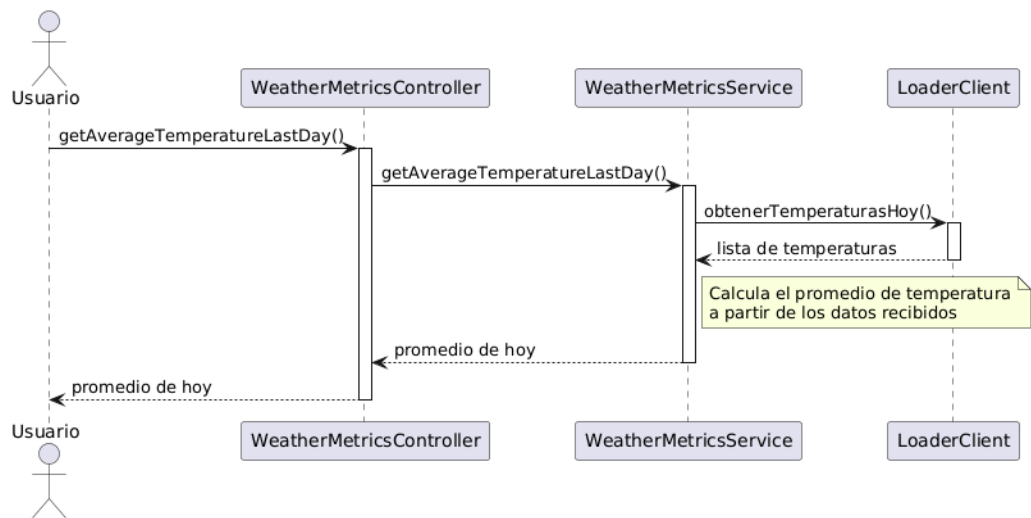 Usuario
WeatherMetricsController
WeatherMetricsService
LoaderClient
getAverageTemperatureLastDay()
getAverageTemperatureLastDay()
obtenerTemperaturasHoy()
lista de temperaturas
Calcula el promedio de temperatura
a partir de los datos recibidos
promedio de hoy
promedio de hoy
Usuario
WeatherMetricsController
WeatherMetricsService
LoaderClient